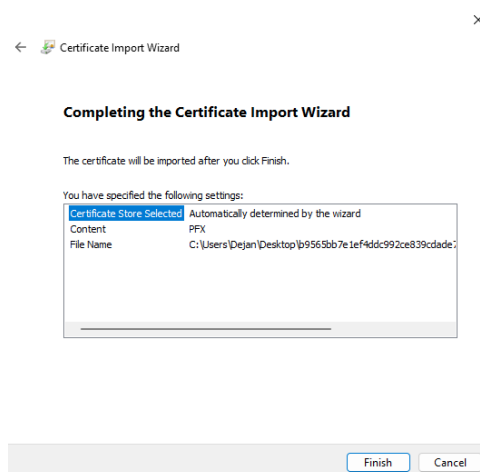 Certificate Import Wizard
Completing the Certificate Import Wizard
The certificate will be imported after you click Finish.
You have specified the following settings:
Certificate Store Selected Automatically determined by the wizard
Content PFX
File Name C:\Users\Dejan\Desktop\b9565bb7e1ef4ddc992ce839cdade7
Finish Cancel